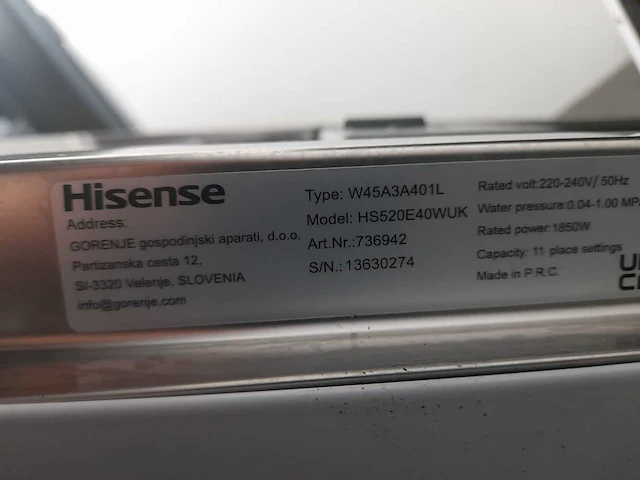 Hisense
Address:
GORENJE gospodinjski aparati, d.o.o.
Partizanska cesta 12,
SI-3320 Velenje, SLOVENIA
info@gorenje.com
Type: W45A3A401L
Model: HS520E40WUK
Art.Nr.:736942
S/N.:13630274
Rated volt:220-240V/ 50Hz
Water pressure:0.04-1.00 MP
Rated power:1850W
Capacity: 11 place settings
Made in P.R.C.